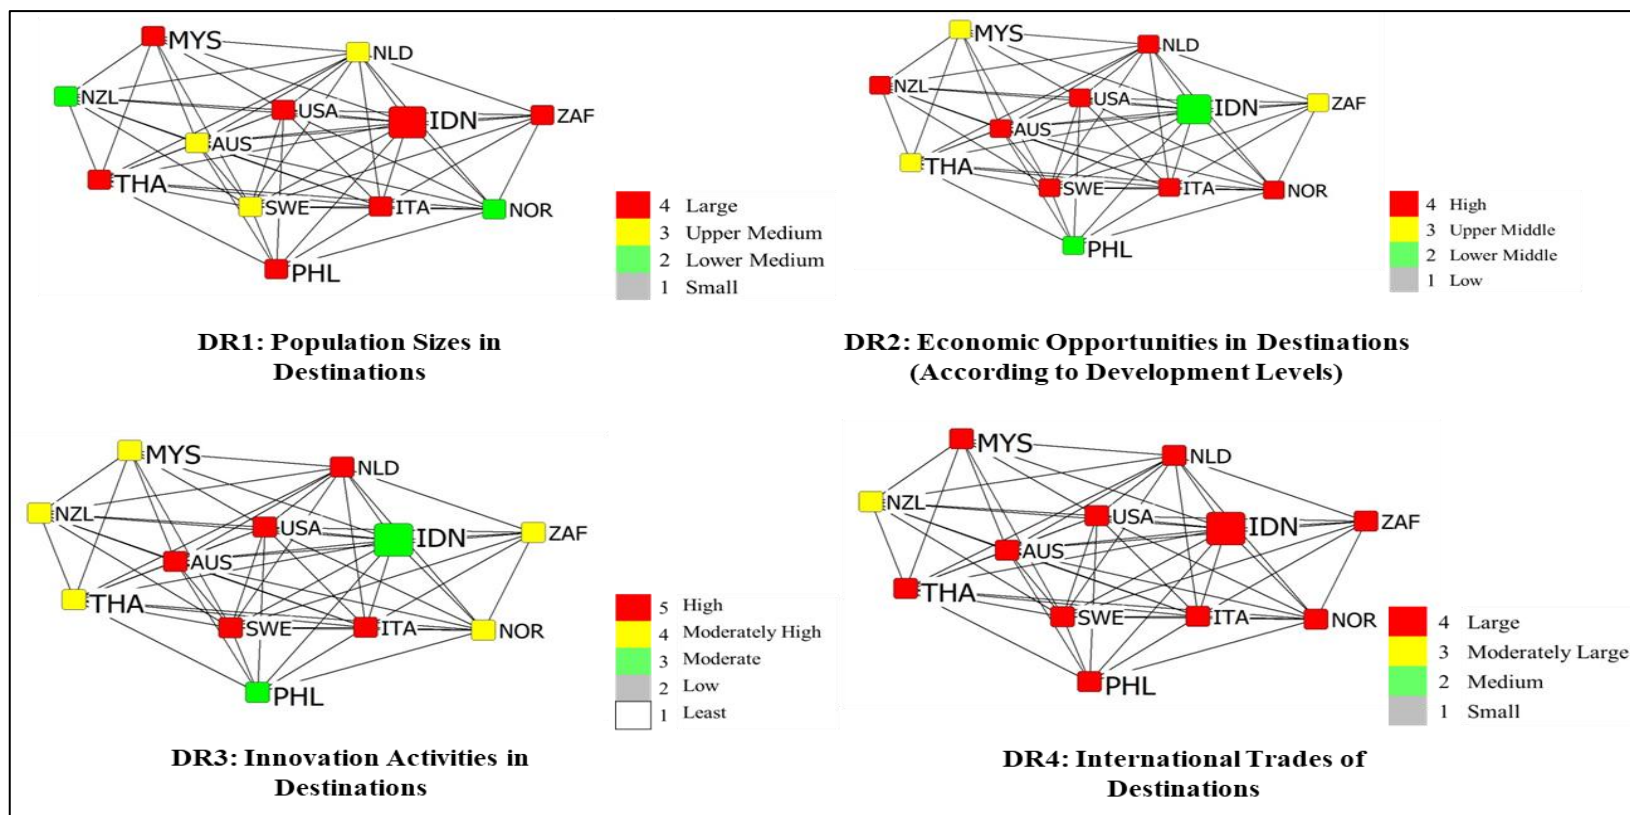 MYS
NLD
NZL
USA
IDN
ZAF
AUS
THA
SWE
ITA
NOR
PHL
4 Large
3 Upper Medium
2 Lower Medium
1 Small
DR1: Population Sizes in
Destinations
MYS
NLD
NZL
USA
IDN
ZAF
AUS
THA
SWE
ITA
NOR
PHL
4 High
3 Upper Middle
2 Lower Middle
1 Low
DR2: Economic Opportunities in Destinations
(According to Development Levels)
MYS
NLD
NZL
USA
IDN
ZAF
AUS
THA
SWE
ITA
NOR
PHL
5 High
4 Moderately High
3 Moderate
2 Low
1 Least
DR3: Innovation Activities in
Destinations
MYS
NLD
NZL
USA
IDN
ZAF
AUS
THA
SWE
ITA
NOR
PHL
4 Large
3 Moderately Large
2 Medium
1 Small
DR4: International Trades of
Destinations